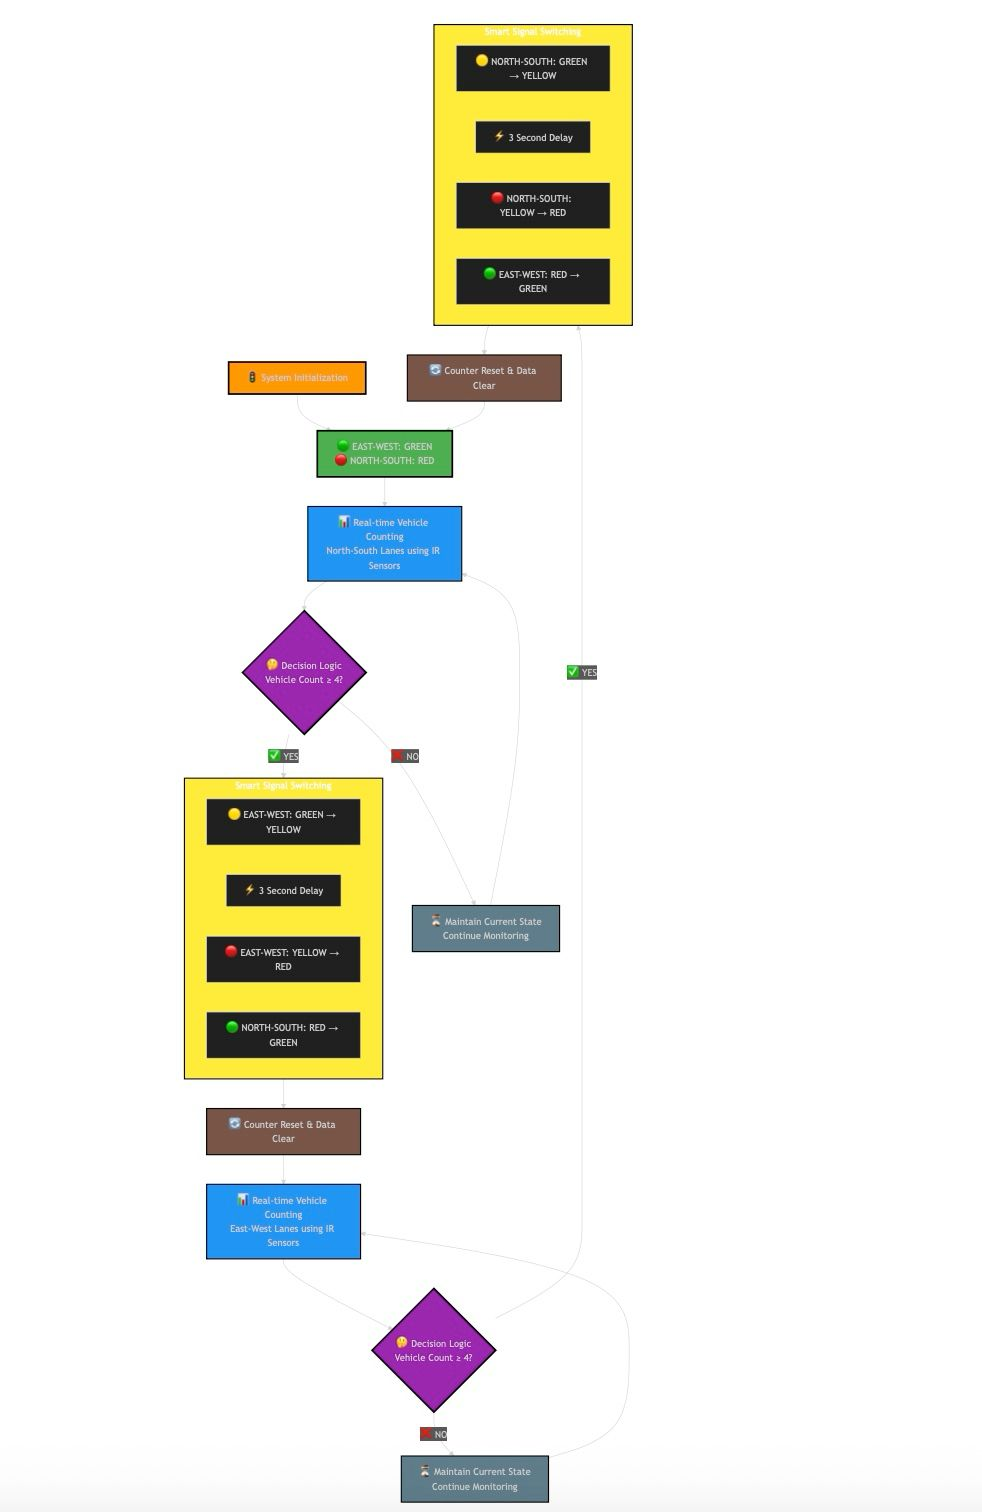 Smart Signal Switching
🟡 NORTH-SOUTH: GREEN
→ YELLOW
⚡ 3 Second Delay
🔴 NORTH-SOUTH:
YELLOW → RED
🟢 EAST-WEST: RED →
GREEN
🚦 System Initialization
🔄 Counter Reset & Data
Clear
🟢 EAST-WEST: GREEN
🔴 NORTH-SOUTH: RED
📊 Real-time Vehicle
Counting
North-South Lanes using IR
Sensors
🤔 Decision Logic
Vehicle Count ≥ 4?
✅ YES
✅ YES
❌ NO
Smart Signal Switching
🟡 EAST-WEST: GREEN →
YELLOW
⚡ 3 Second Delay
🔴 EAST-WEST: YELLOW →
RED
🟢 NORTH-SOUTH: RED →
GREEN
⏳ Maintain Current State
Continue Monitoring
🔄 Counter Reset & Data
Clear
📊 Real-time Vehicle
Counting
East-West Lanes using IR
Sensors
🤔 Decision Logic
Vehicle Count ≥ 4?
❌ NO
⏳ Maintain Current State
Continue Monitoring